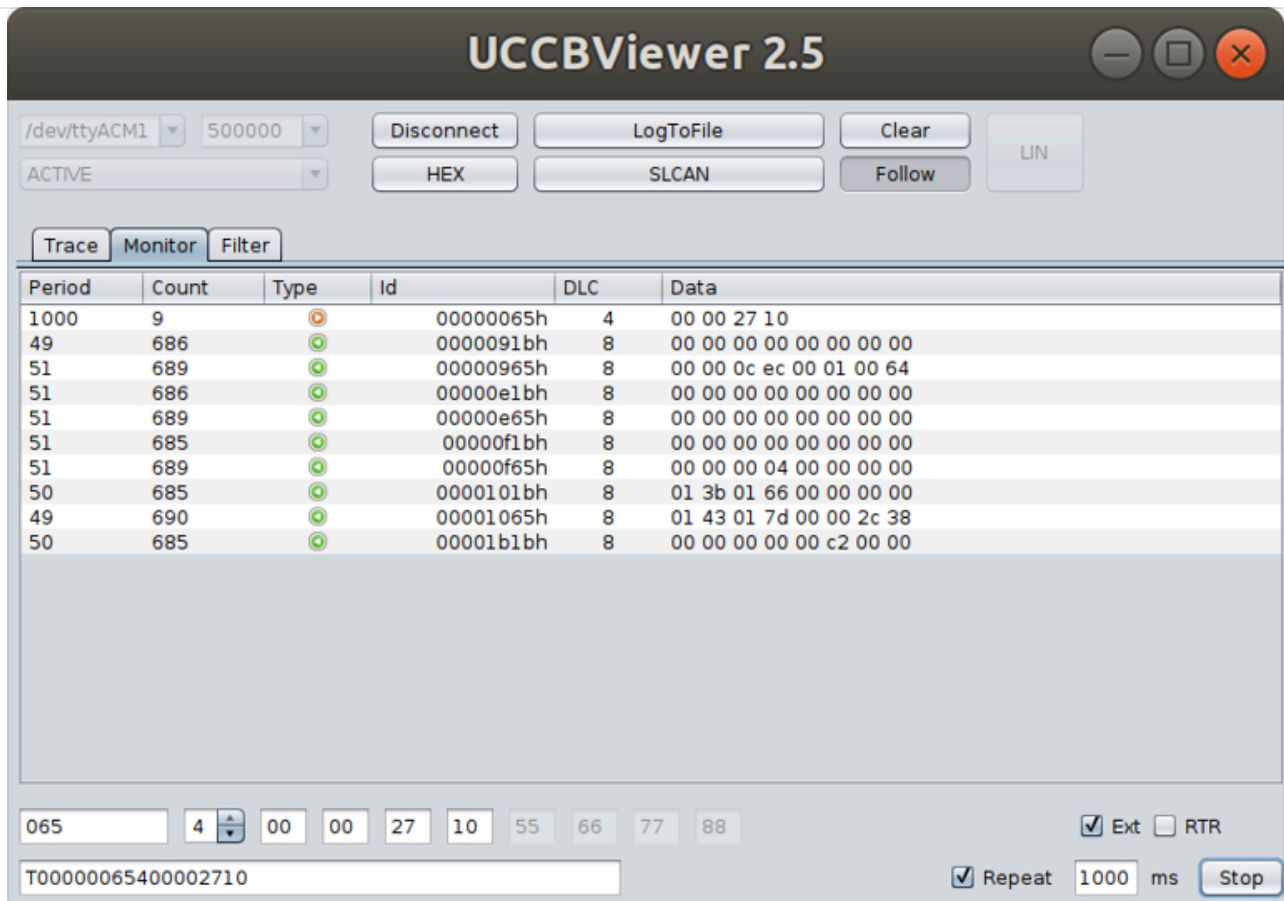 UCCBViewer 2.5
/dev/ttyACM1 500000 Disconnect LogToFile Clear LIN
ACTIVE HEX SLCAN Follow
Trace Monitor Filter
Period Count Type Id DLC Data
1000 9 00000065h 4 00 00 27 10
49 686 0000091bh 8 00 00 00 00 00 00 00 00
51 689 00000965h 8 00 00 0c ec 00 01 00 64
51 686 00000e1bh 8 00 00 00 00 00 00 00 00
51 689 00000e65h 8 00 00 00 00 00 00 00 00
51 685 00000f1bh 8 00 00 00 00 00 00 00 00
51 689 00000f65h 8 00 00 00 04 00 00 00 00
50 685 0000101bh 8 01 3b 01 66 00 00 00 00
49 690 00001065h 8 01 43 01 7d 00 00 2c 38
50 685 00001b1bh 8 00 00 00 00 00 c2 00 00
065 4 00 00 27 10 55 66 77 88 Ext RTR
T00000065400002710 Repeat 1000 ms Stop